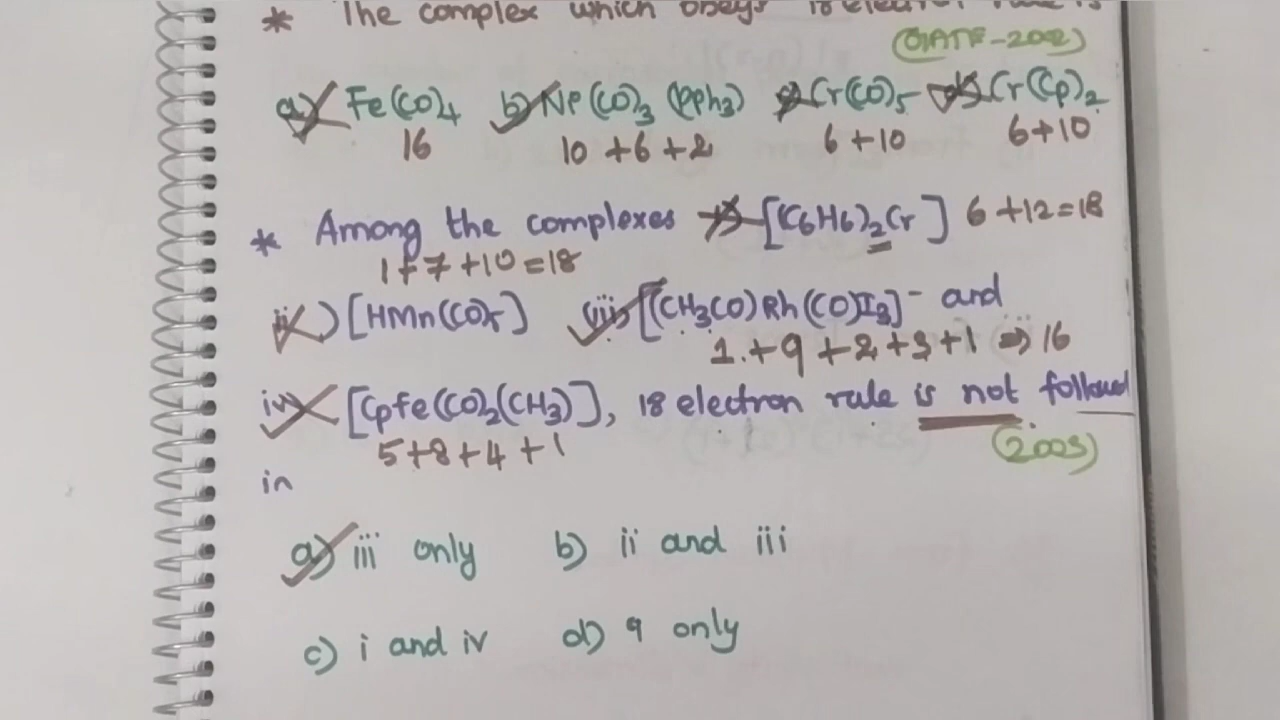 * The complex which obeys 18 electron rule is
(GATE-2002)
a) Fe(CO)4 b) Ni(CO)3 (PPh3) c) Cr(CO)5 d) Cr(Cp)2
16 10 +6 +2 6 +10 6+10
* Among the complexes i) [(C6H6)2Cr] 6 +12=18
1+7+10=18
ii) [HMn(CO)5] (iii) [(CH3CO)Rh(CO)I3]⁻ and
1.+9 +2+3+1 ⇒ 16
iv) [CpFe(CO)2(CH3)], 18 electron rule is not followed
5+8+4+1 (2003)
in
a) iii only b) ii and iii
c) i and iv d) 9 only